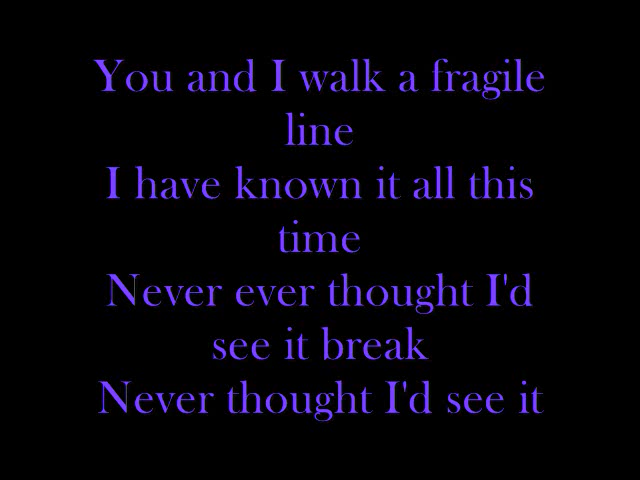 You and I walk a fragile
line
I have known it all this
time
Never ever thought I'd
see it break
Never thought I'd see it